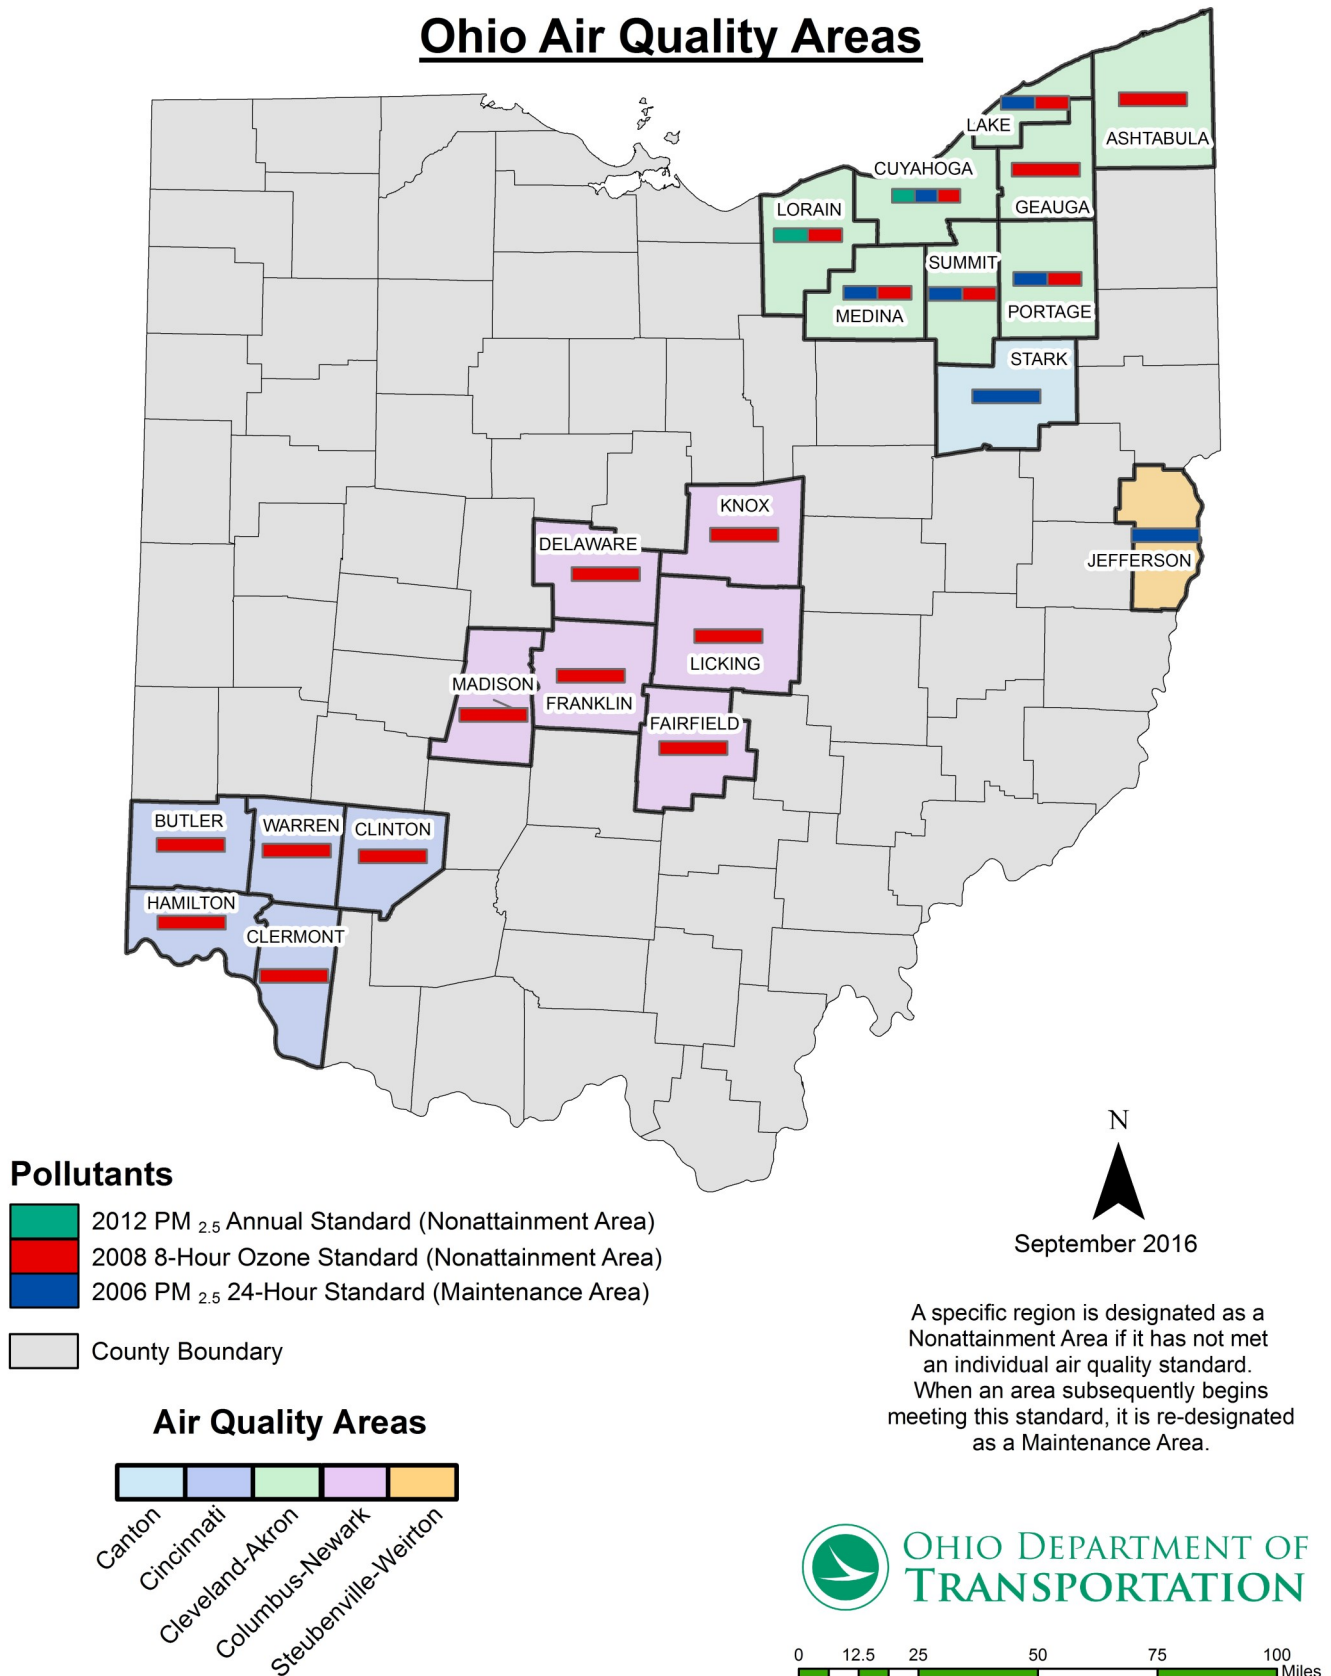 Ohio Air Quality Areas
LAKE
ASHTABULA
CUYAHOGA
GEAUGA
LORAIN
SUMMIT
MEDINA
PORTAGE
STARK
KNOX
DELAWARE
JEFFERSON
LICKING
MADISON
FRANKLIN
FAIRFIELD
BUTLER
WARREN
CLINTON
HAMILTON
CLERMONT
N
September 2016
Pollutants
2012 PM 2.5 Annual Standard (Nonattainment Area)
2008 8-Hour Ozone Standard (Nonattainment Area)
2006 PM 2.5 24-Hour Standard (Maintenance Area)
County Boundary
A specific region is designated as a
Nonattainment Area if it has not met
an individual air quality standard.
When an area subsequently begins
meeting this standard, it is re-designated
as a Maintenance Area.
Air Quality Areas
Canton
Cincinnati
Cleveland-Akron
Columbus-Newark
Steubenville-Weirton
OHIO DEPARTMENT OF
TRANSPORTATION
0 12.5 25 50 75 100
Miles